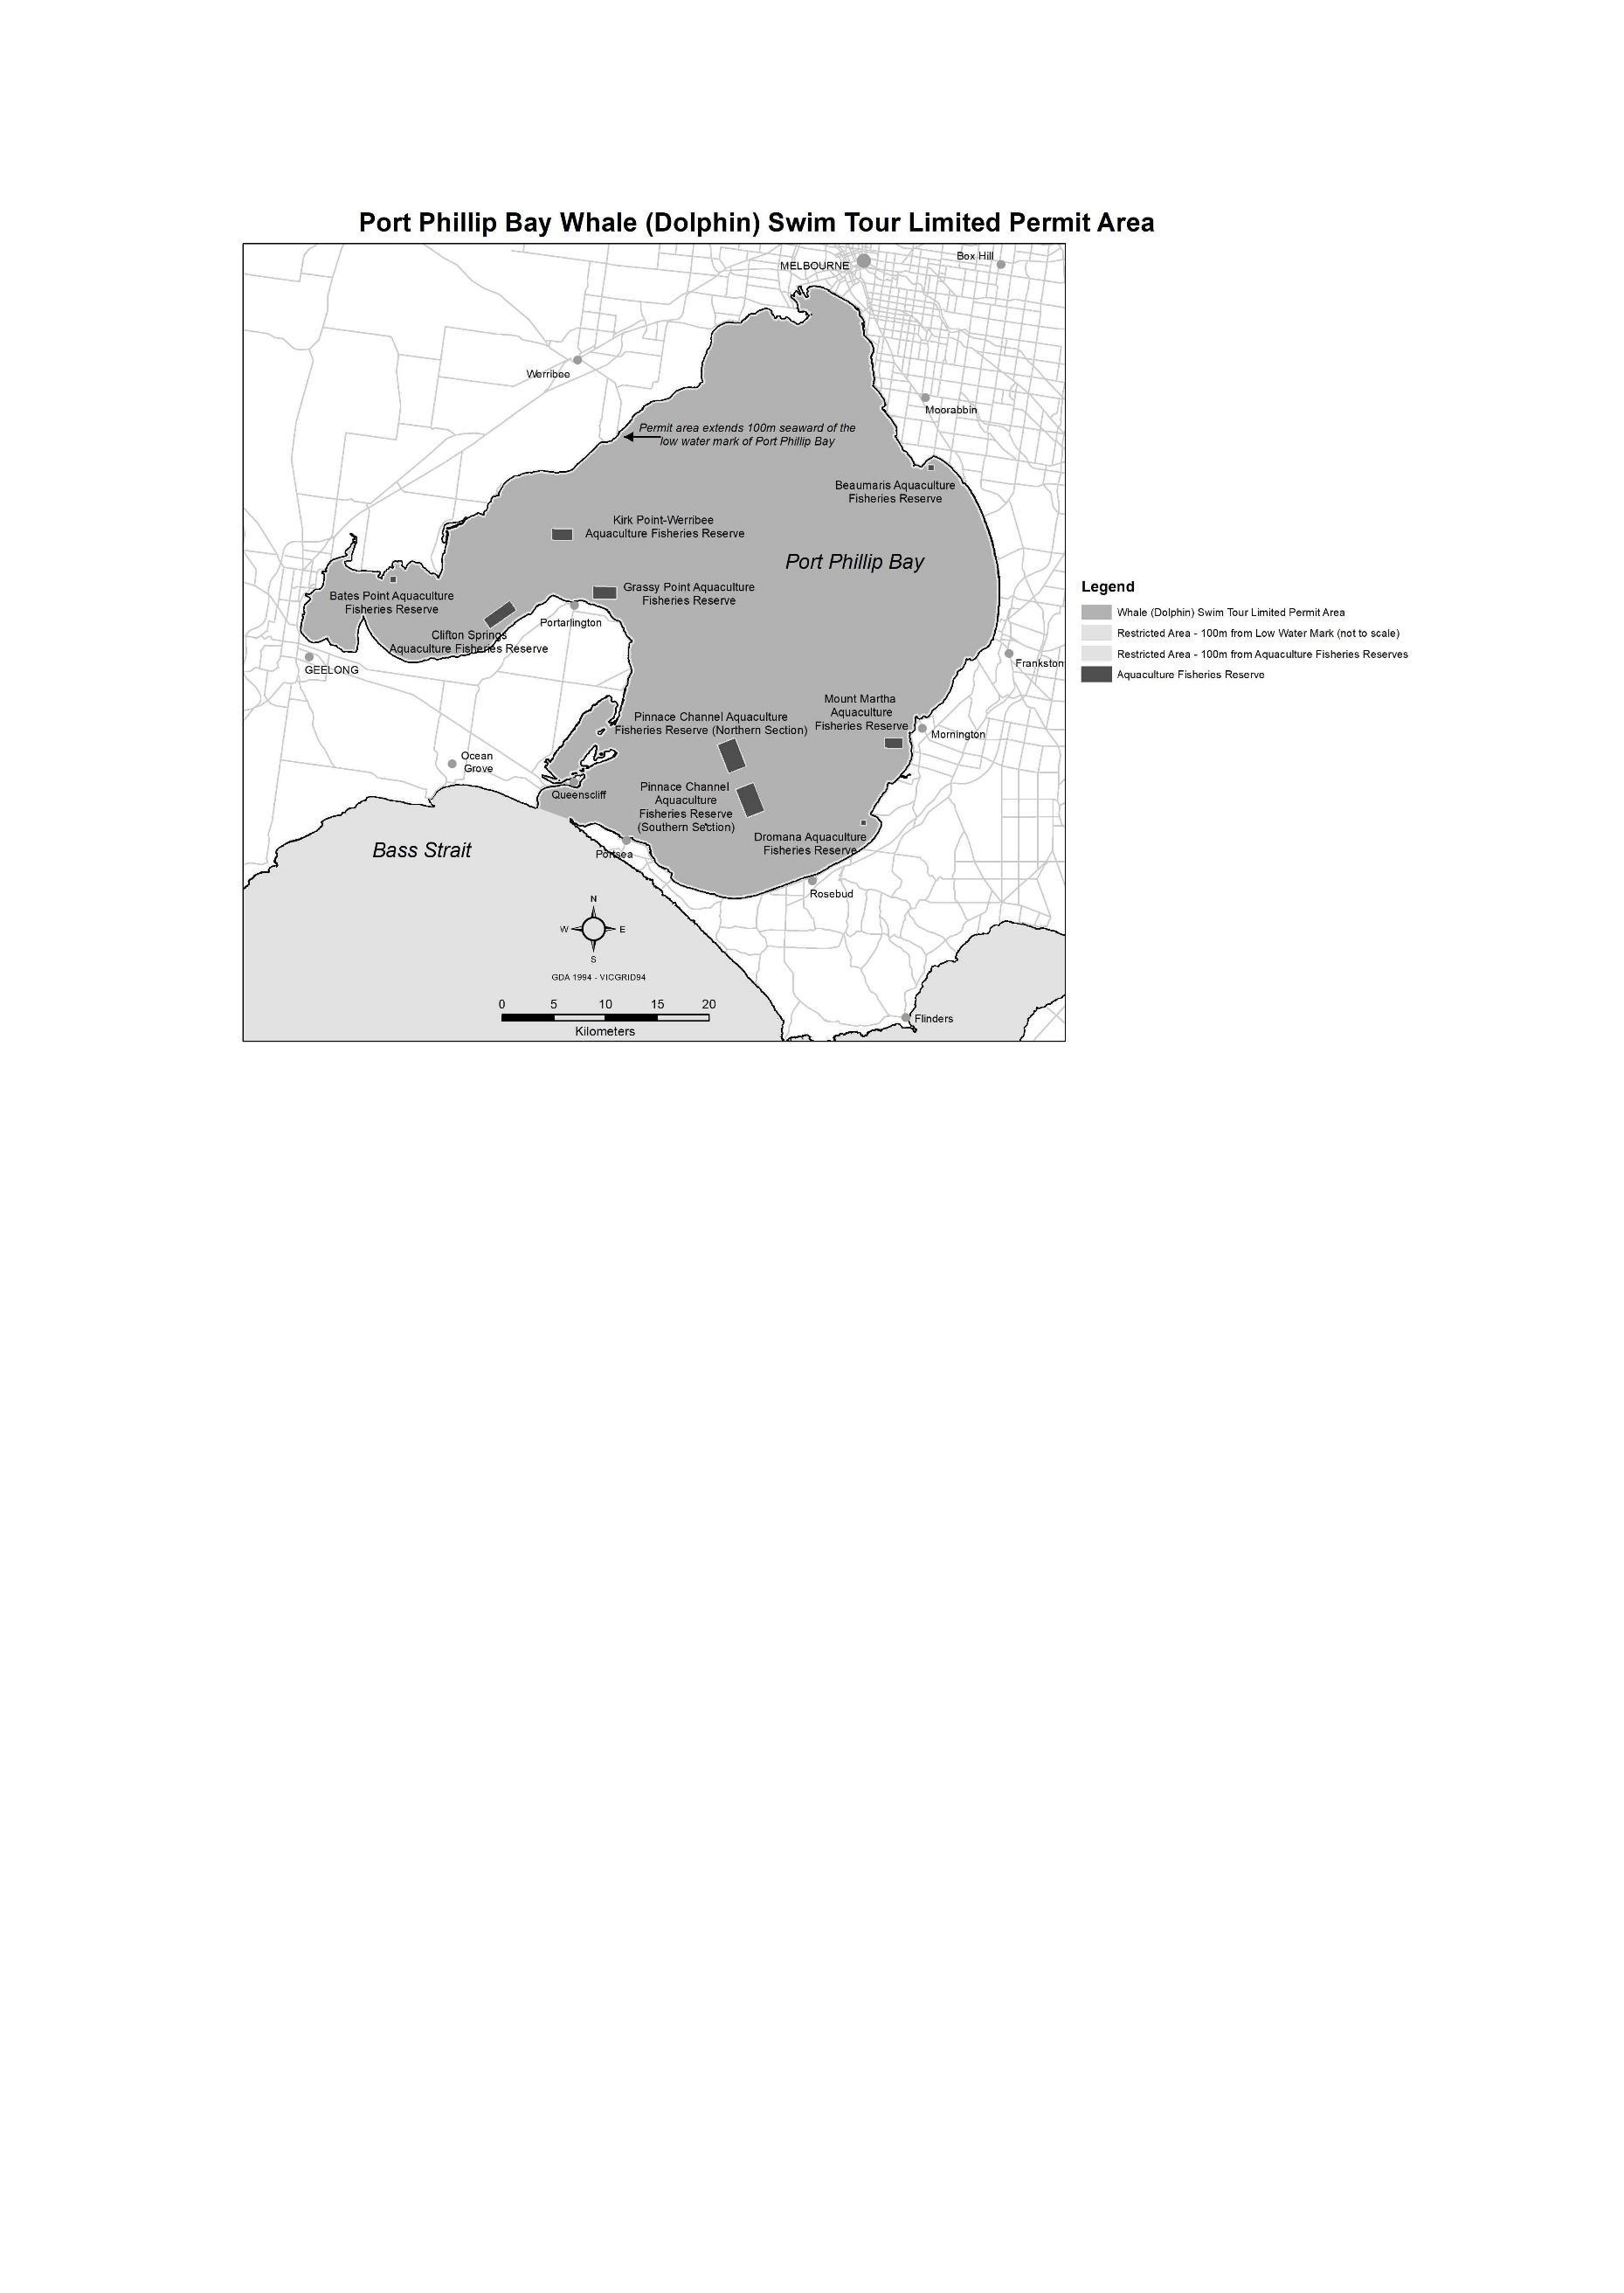 Port Phillip Bay Whale (Dolphin) Swim Tour Limited Permit Area
MELBOURNE
Box Hill
Werribee
Moorabbin
Permit area extends 100m seaward of the
low water mark of Port Phillip Bay
Beaumaris Aquaculture
Fisheries Reserve
Kirk Point-Werribee
Aquaculture Fisheries Reserve
Port Phillip Bay
Grassy Point Aquaculture
Fisheries Reserve
Bates Point Aquaculture
Fisheries Reserve
Portarlington
Clifton Springs
Aquaculture Fisheries Reserve
GEELONG
Frankston
Mount Martha
Aquaculture
Fisheries Reserve
Pinnace Channel Aquaculture
Fisheries Reserve (Northern Section)
Mornington
Ocean
Grove
Queenscliff
Pinnace Channel
Aquaculture
Fisheries Reserve
(Southern Section)
Dromana Aquaculture
Fisheries Reserve
Bass Strait
Portsea
Rosebud
N
W
E
S
GDA 1994 - VICGRID94
0 5 10 15 20
Kilometers
Flinders
Legend
Whale (Dolphin) Swim Tour Limited Permit Area
Restricted Area - 100m from Low Water Mark (not to scale)
Restricted Area - 100m from Aquaculture Fisheries Reserves
Aquaculture Fisheries Reserve